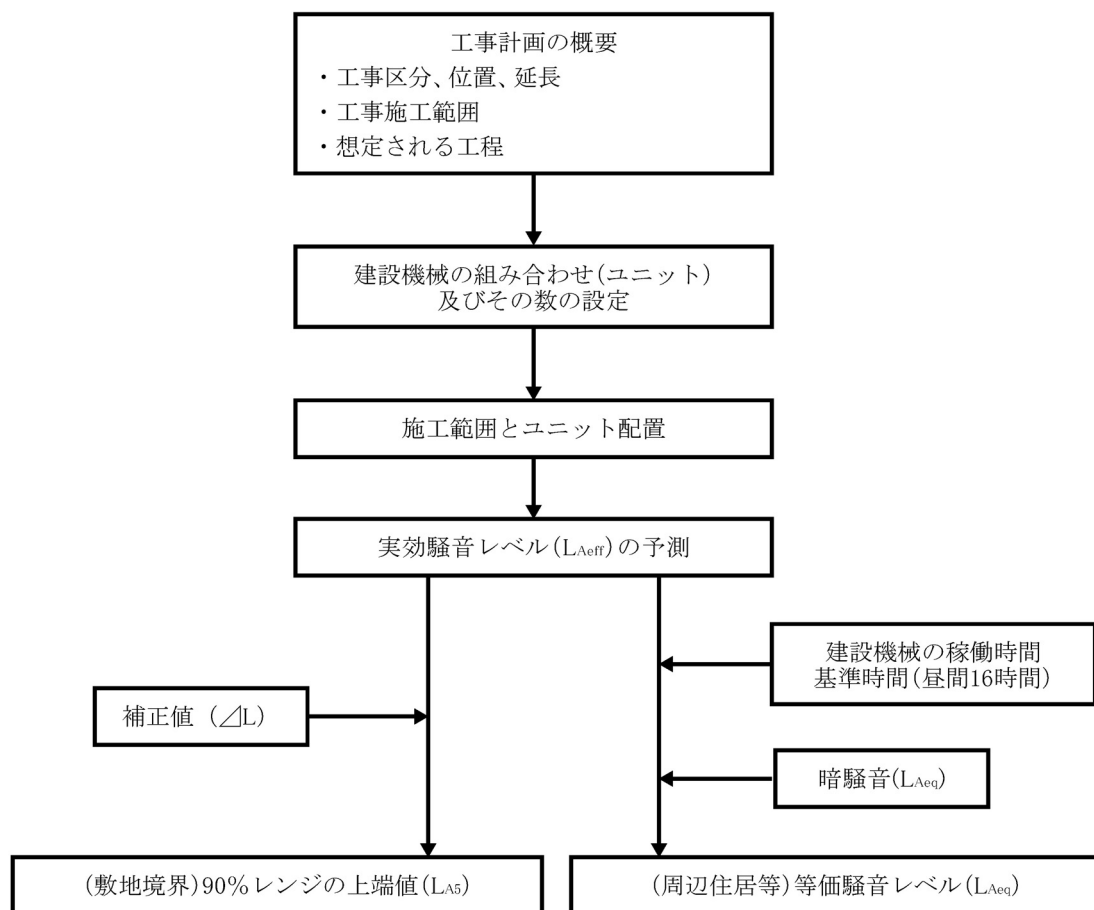 工事計画の概要
・工事区分、位置、延長
・工事施工範囲
・想定される工程
建設機械の組み合わせ(ユニット)
及びその数の設定
施工範囲とユニット配置
実効騒音レベル(LAeff)の予測
建設機械の稼働時間
基準時間(昼間16時間)
補正値（⊿L）
暗騒音(LAeq)
(敷地境界)90％レンジの上端値(LA5)
(周辺住居等)等価騒音レベル(LAeq)